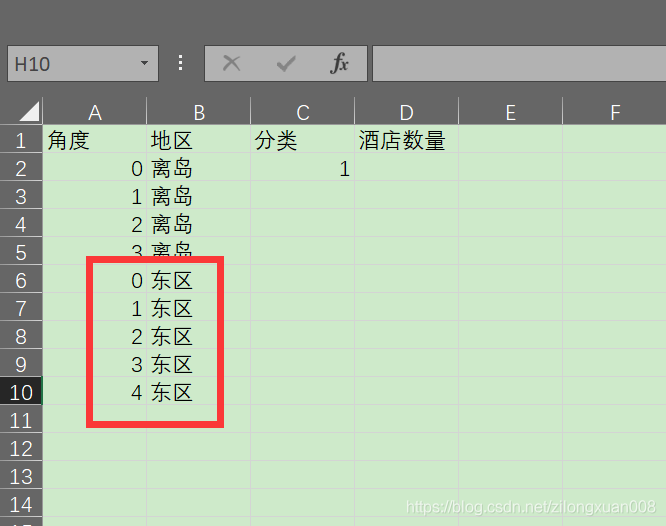 H10 fx
A B C D E F
1 角度 地区 分类 酒店数量
2 0 离岛 1
3 1 离岛
4 2 离岛
5 3 离岛
6 0 东区
7 1 东区
8 2 东区
9 3 东区
10 4 东区
11
12
13
14
https://blog.csdn.net/zilongxuan008